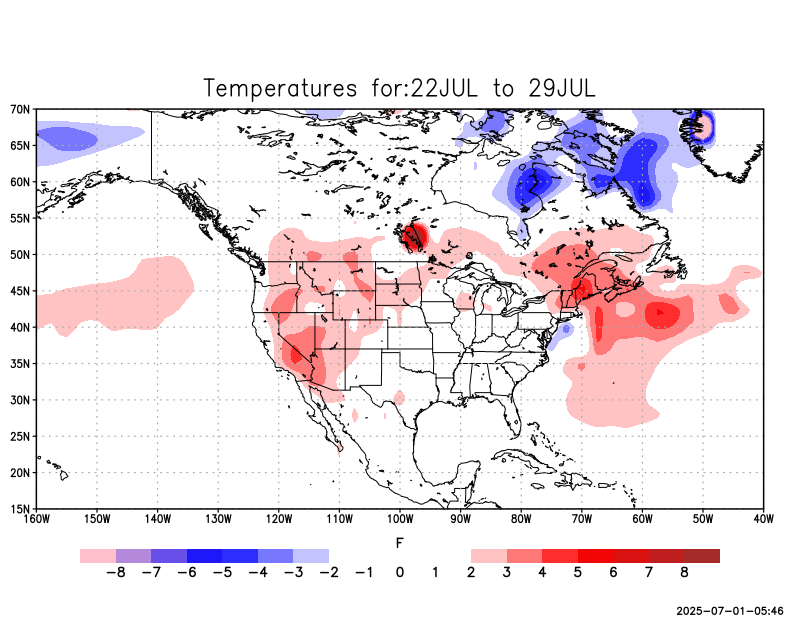 Temperatures for:22JUL to 29JUL
70N
65N
60N
55N
50N
45N
40N
35N
30N
25N
20N
15N
160W 150W 140W 130W 120W 110W 100W 90W 80W 70W 60W 50W 40W
F
−8 −7 −6 −5 −4 −3 −2 −1 0 1 2 3 4 5 6 7 8
2025-07-01-05:46